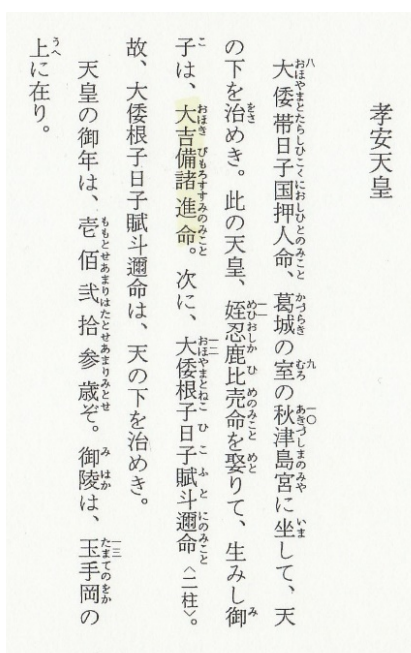 孝安天皇
大倭帯日子国押人命、葛城の室の秋津島宮に坐して、天
の下を治めき。此の天皇、姪忍鹿比売命を娶りて、生みし御
子は、大吉備諸進命。次に、大倭根子日子賦斗邇命〈二柱〉。
故、大倭根子日子賦斗邇命は、天の下を治めき。
天皇の御年は、壱佰弐拾参歳ぞ。御陵は、玉手岡の
上に在り。